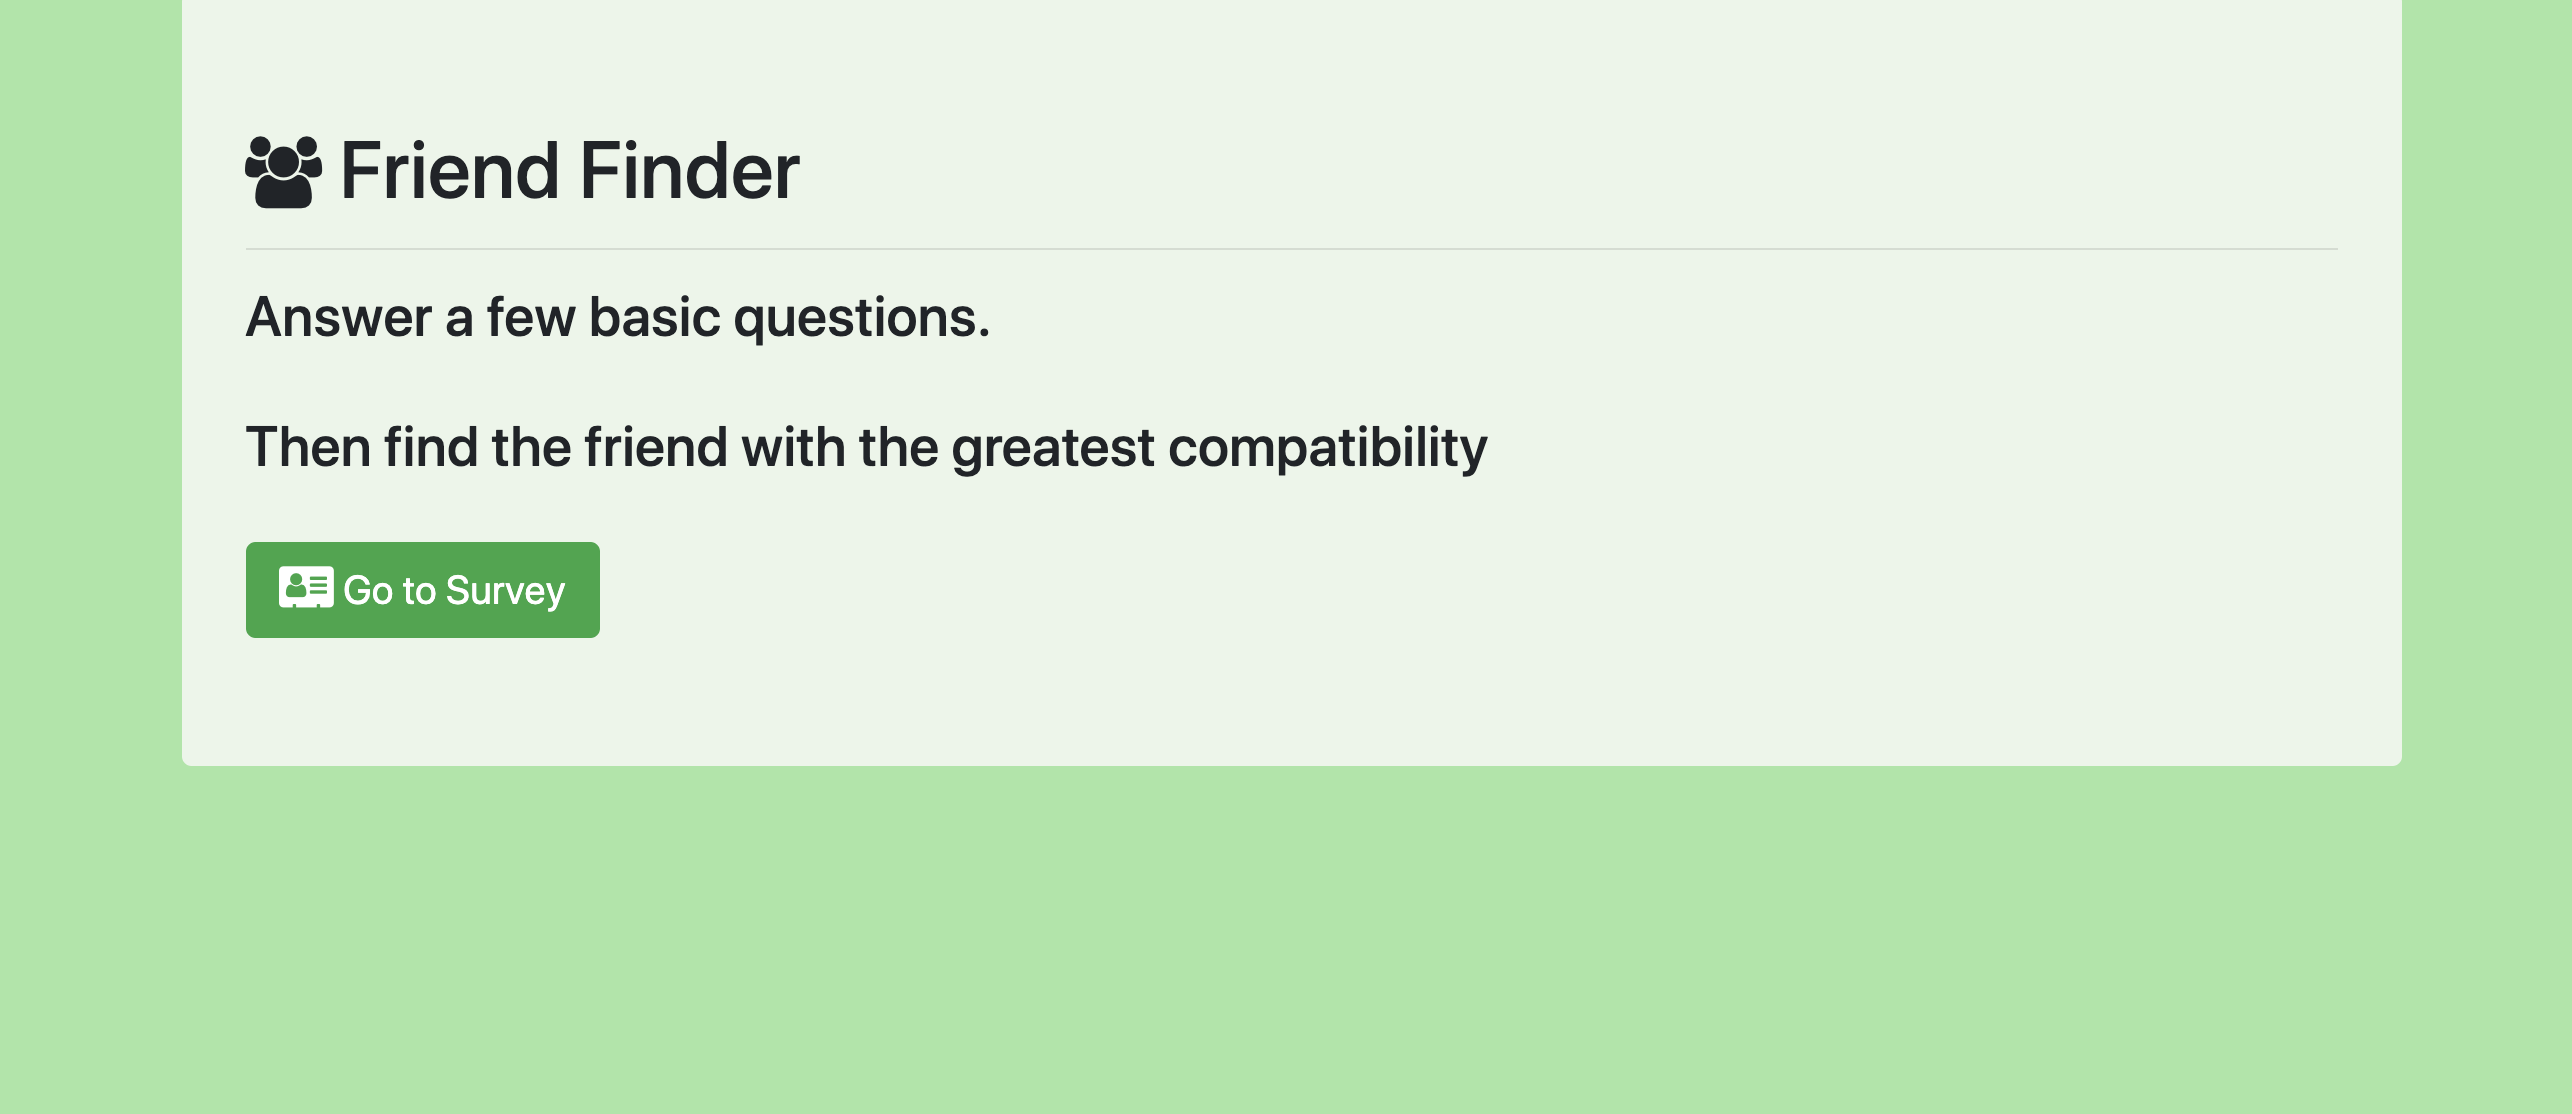 Friend Finder
Answer a few basic questions.
Then find the friend with the greatest compatibility
Go to Survey